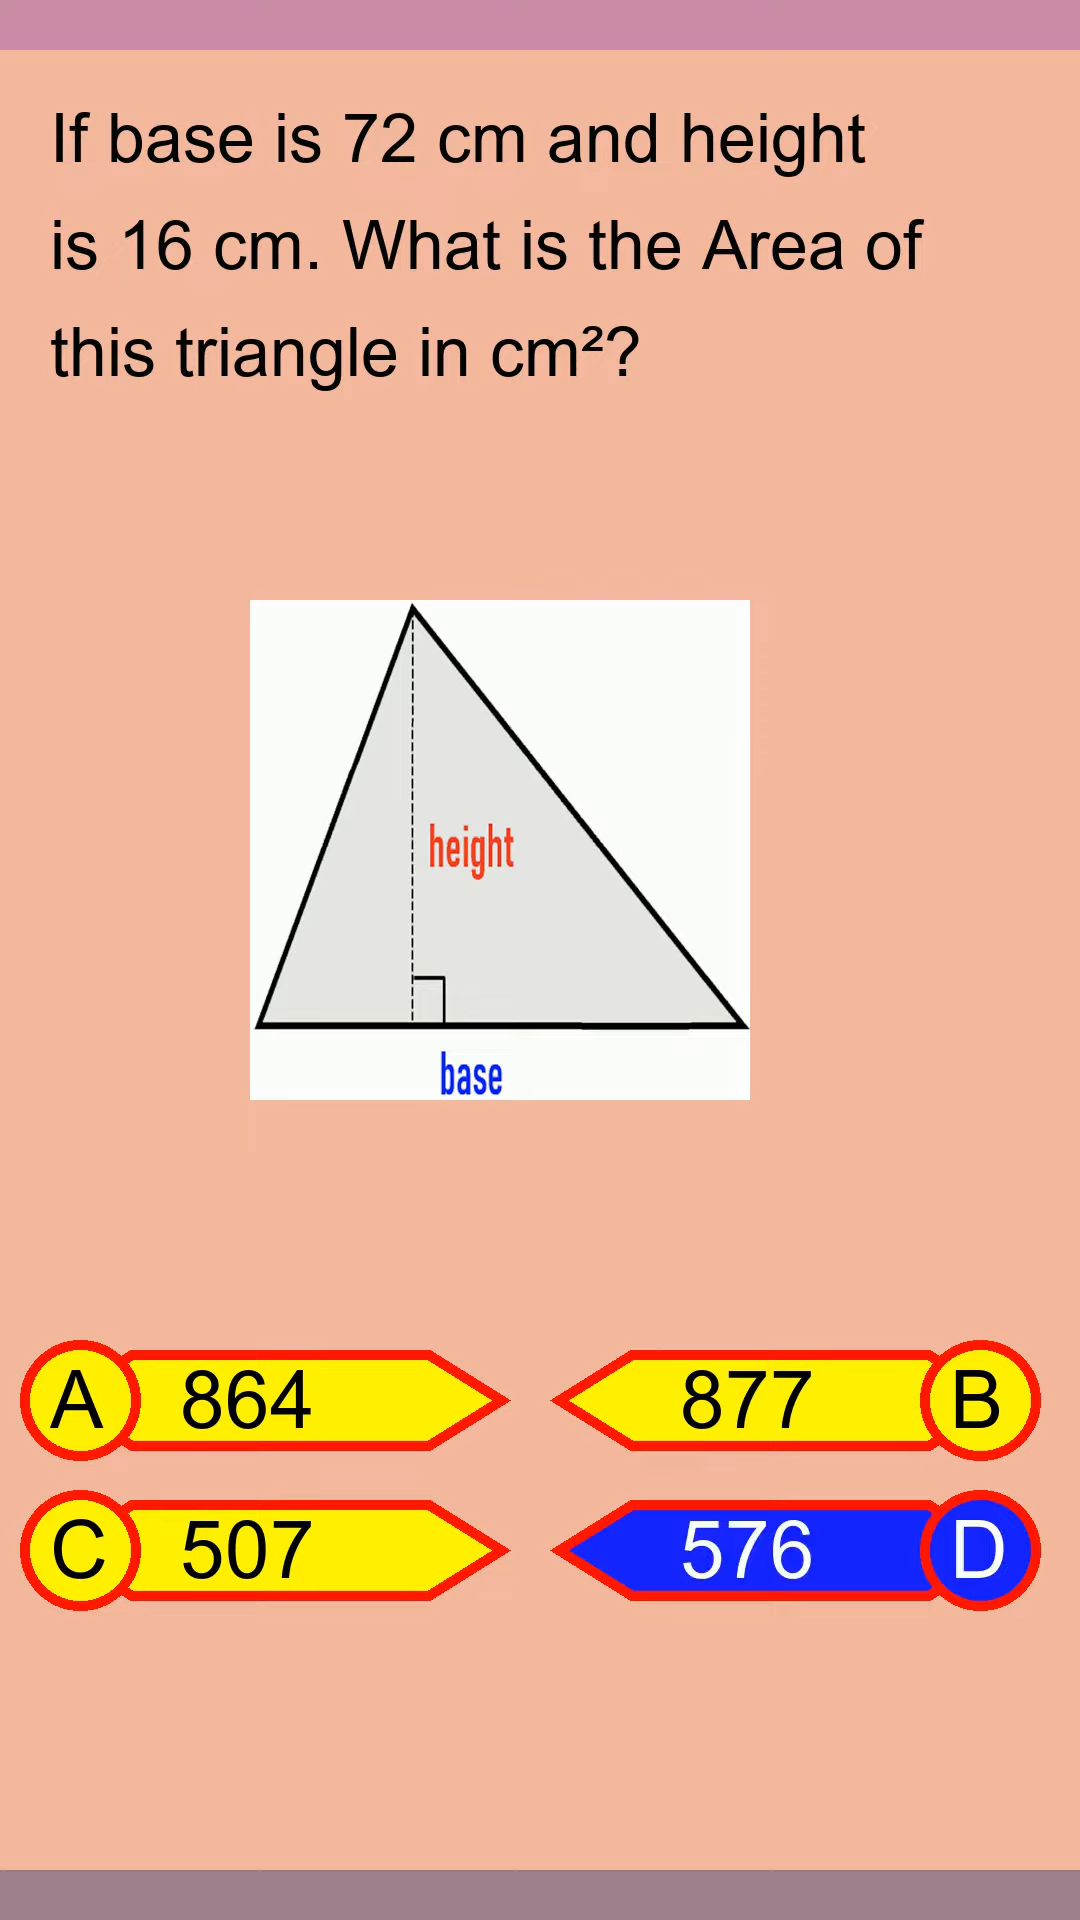 If base is 72 cm and height
is 16 cm. What is the Area of
this triangle in cm²?
height
base
A 864
877 B
C 507
576 D